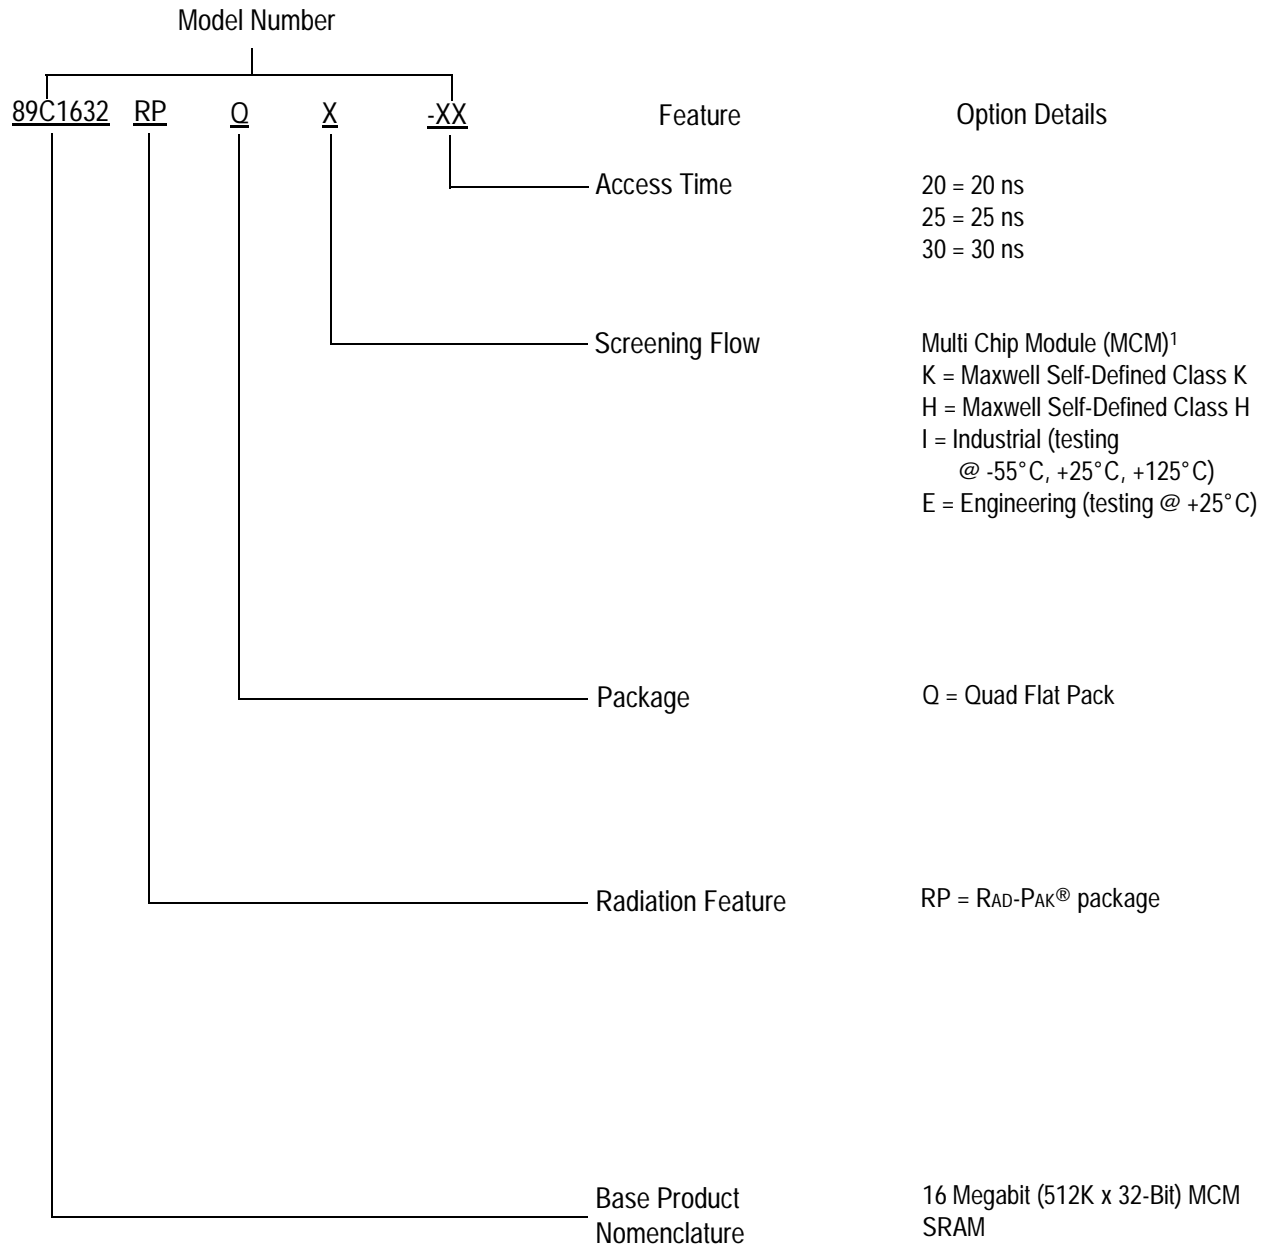 Model Number
89C1632 RP Q X -XX Feature Option Details
Access Time 20 = 20 ns
25 = 25 ns
30 = 30 ns
Screening Flow Multi Chip Module (MCM)1
K = Maxwell Self-Defined Class K
H = Maxwell Self-Defined Class H
I = Industrial (testing
@ -55°C, +25°C, +125°C)
E = Engineering (testing @ +25°C)
Package Q = Quad Flat Pack
Radiation Feature RP = RAD-PAK® package
Base Product 16 Megabit (512K x 32-Bit) MCM
Nomenclature SRAM